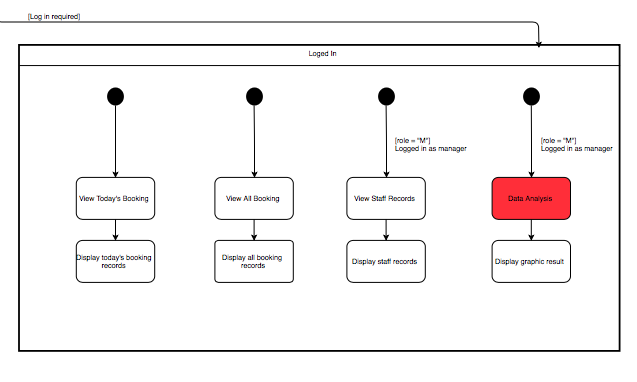 [Log in required]
Loged In
[role = "M"]
Logged in as manager
[role = "M"]
Logged in as manager
View Today's Booking
View All Booking
View Staff Records
Data Analysis
Display today's booking
records
Display all booking
records
Display staff records
Display graphic result